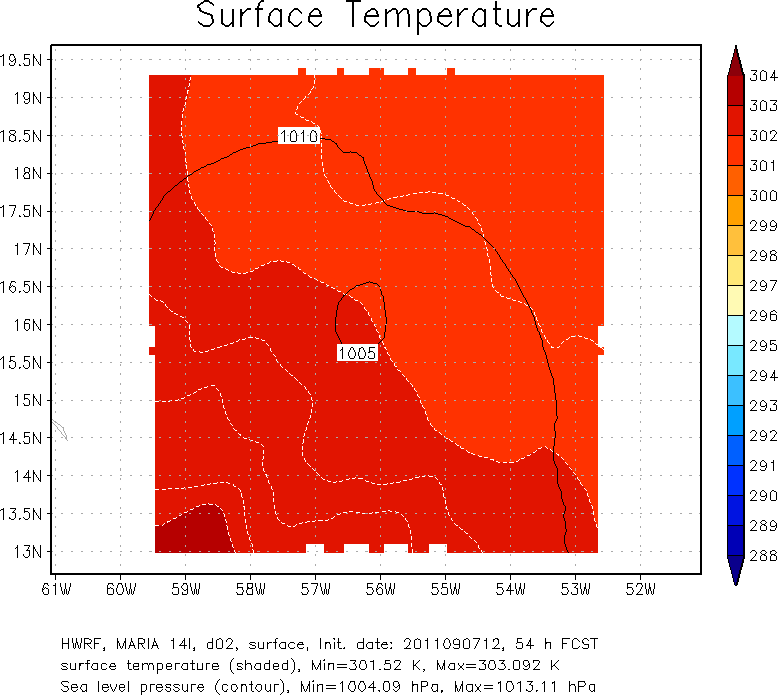 Surface Temperature
19.5N
19N
18.5N
18N
17.5N
17N
16.5N
16N
15.5N
15N
14.5N
14N
13.5N
13N
61W 60W 59W 58W 57W 56W 55W 54W 53W 52W
1010
1005
304
303
302
301
300
299
298
297
296
295
294
293
292
291
290
289
288
HWRF, MARIA 14l, d02, surface, Init. date: 2011090712, 54 h FCST
surface temperature (shaded), Min=301.52 K, Max=303.092 K
Sea level pressure (contour), Min=1004.09 hPa, Max=1013.11 hPa